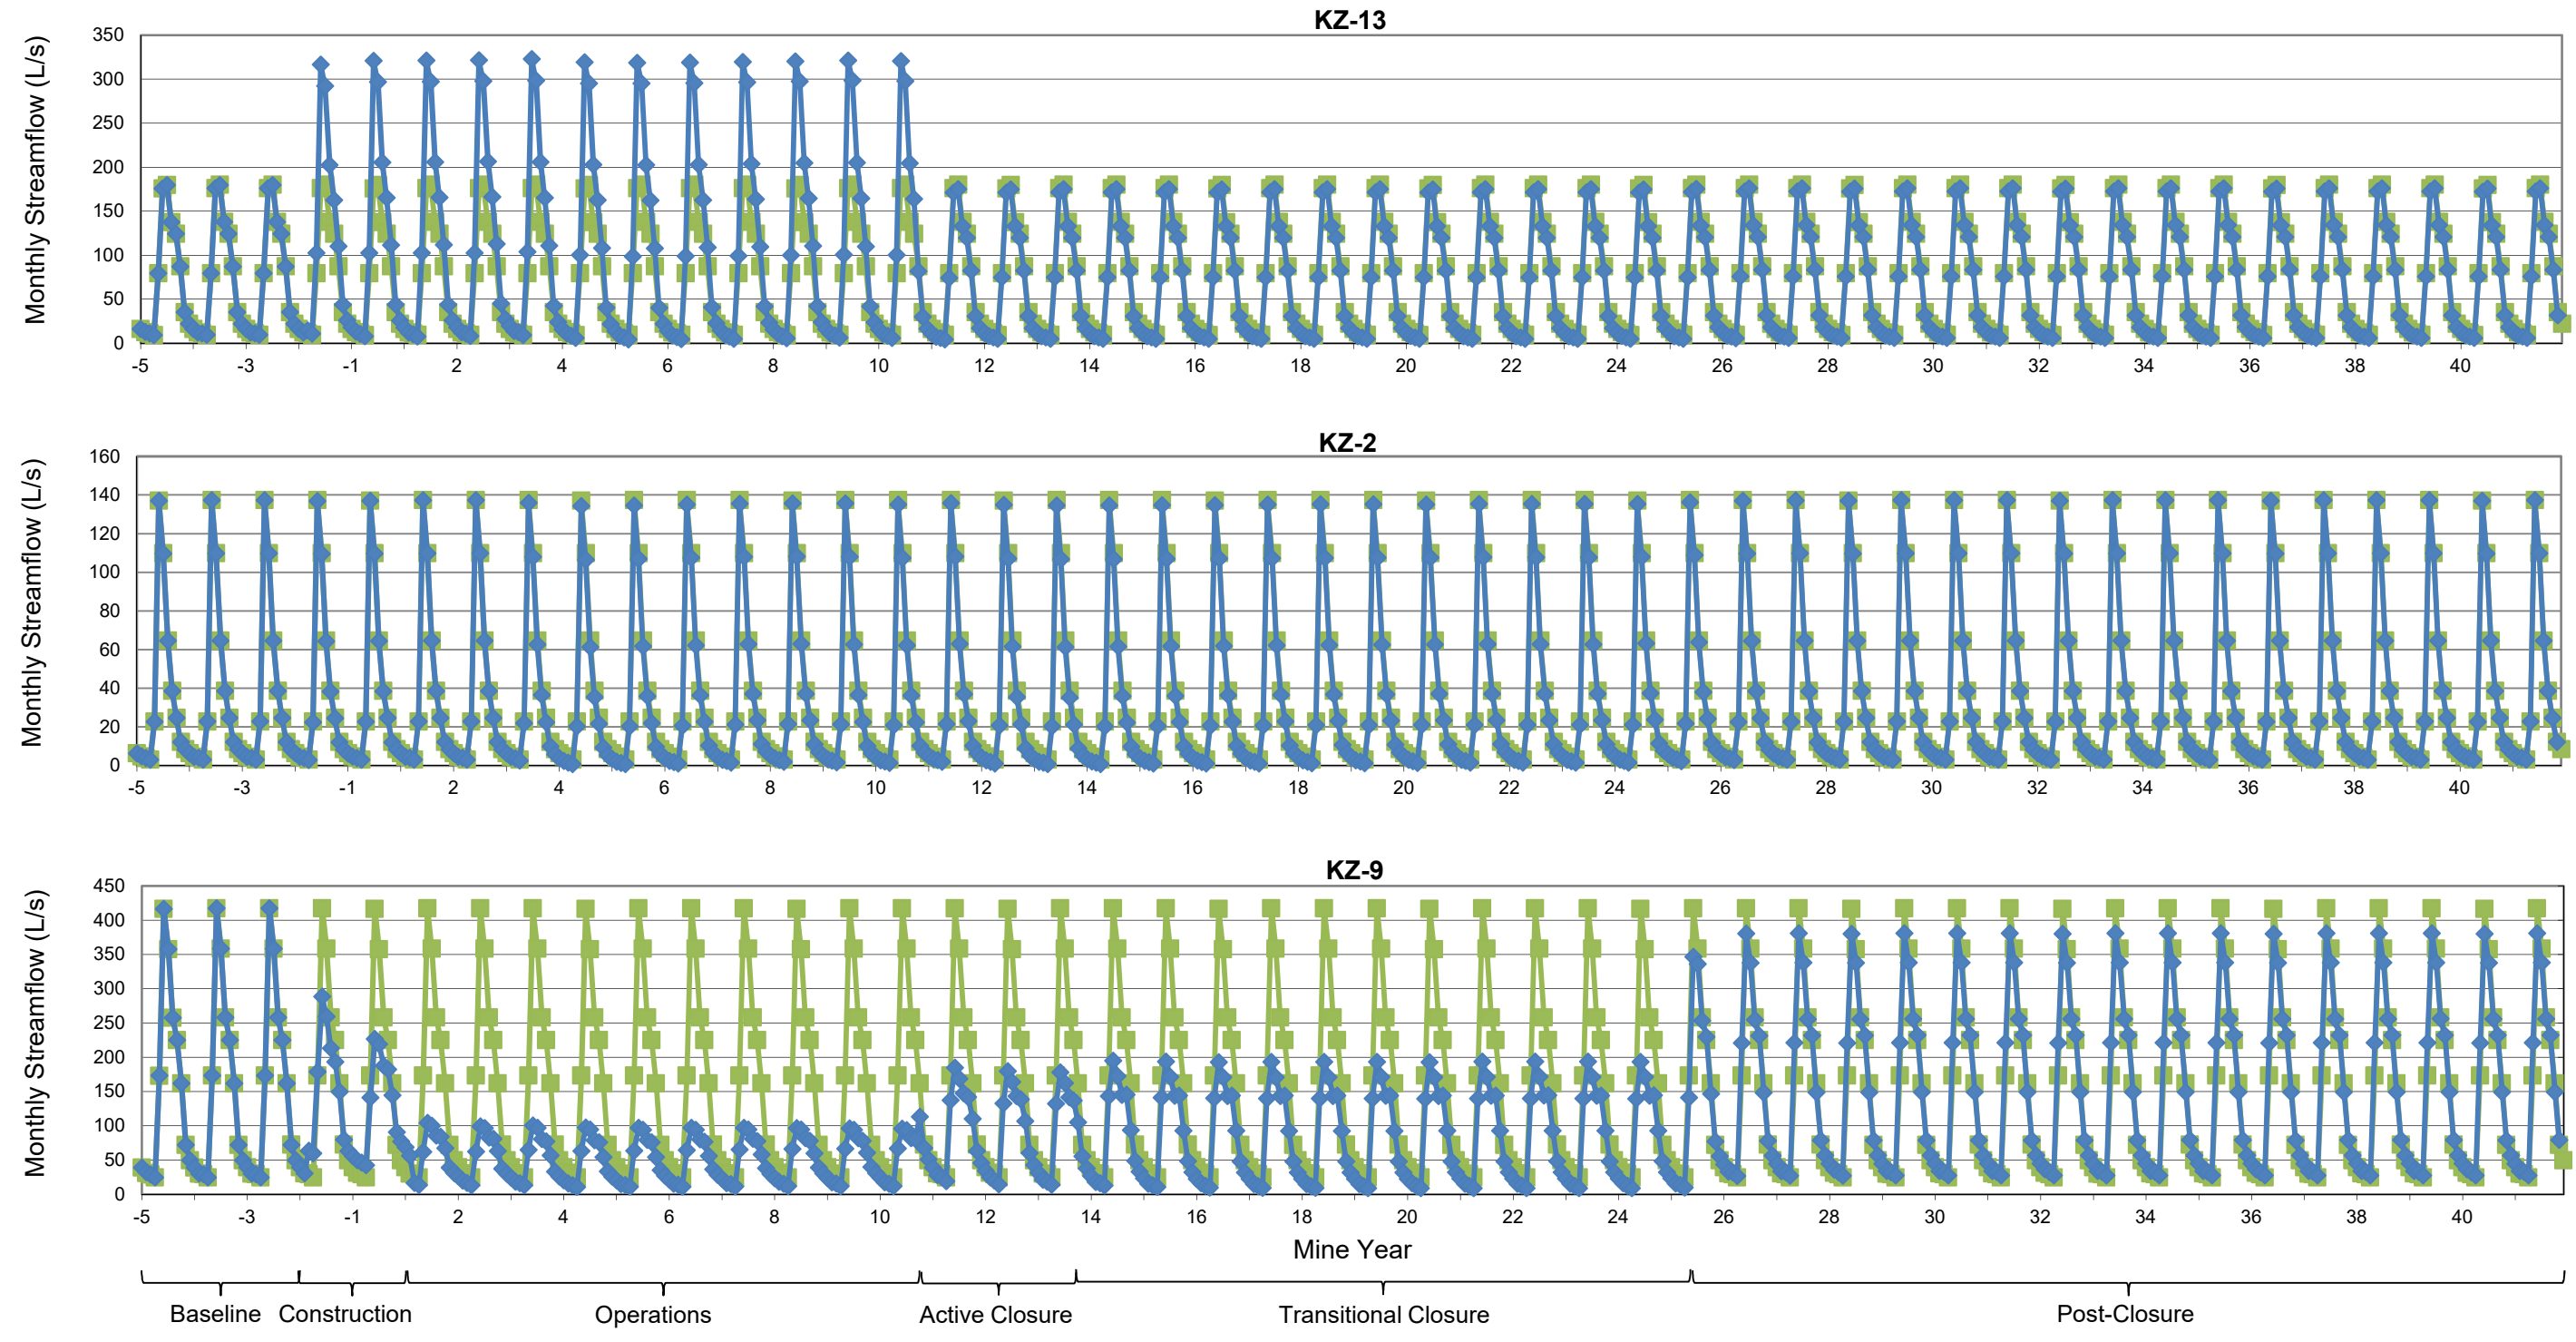 KZ-13
Monthly Streamflow (L/s)
350
300
250
200
150
100
50
0
-5 -3 -1 2 4 6 8 10 12 14 16 18 20 22 24 26 28 30 32 34 36 38 40
KZ-2
Monthly Streamflow (L/s)
160
140
120
100
80
60
40
20
0
-5 -3 -1 2 4 6 8 10 12 14 16 18 20 22 24 26 28 30 32 34 36 38 40
KZ-9
Monthly Streamflow (L/s)
450
400
350
300
250
200
150
100
50
0
-5 -3 -1 2 4 6 8 10 12 14 16 18 20 22 24 26 28 30 32 34 36 38 40
Mine Year
Baseline Construction Operations Active Closure Transitional Closure Post-Closure